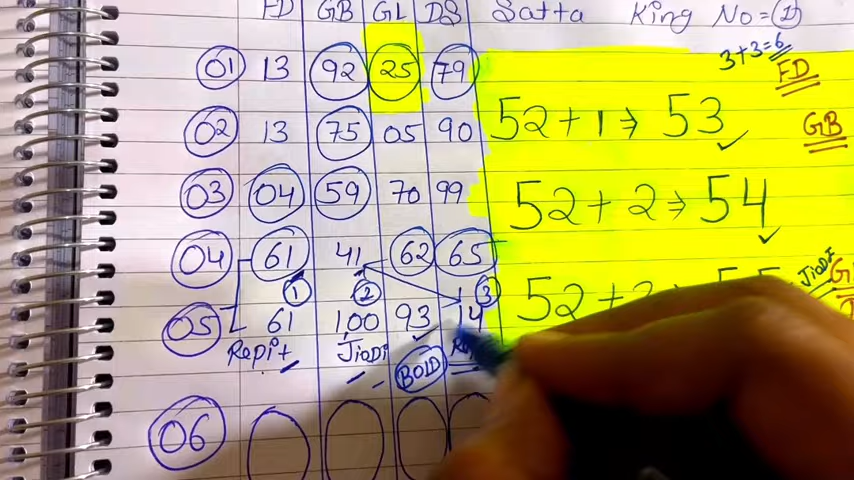 FD GB GL DS Satta King No=①
3+3=6
01 13 92 25 79 FD
52+1⇒53
02 13 75 05 90 GB
03 04 59 70 99 52+2⇒54
04 61 41 62 65
JioDI
1 2 3
05 61 100 93 14
Repit JioDI
BOLD
06